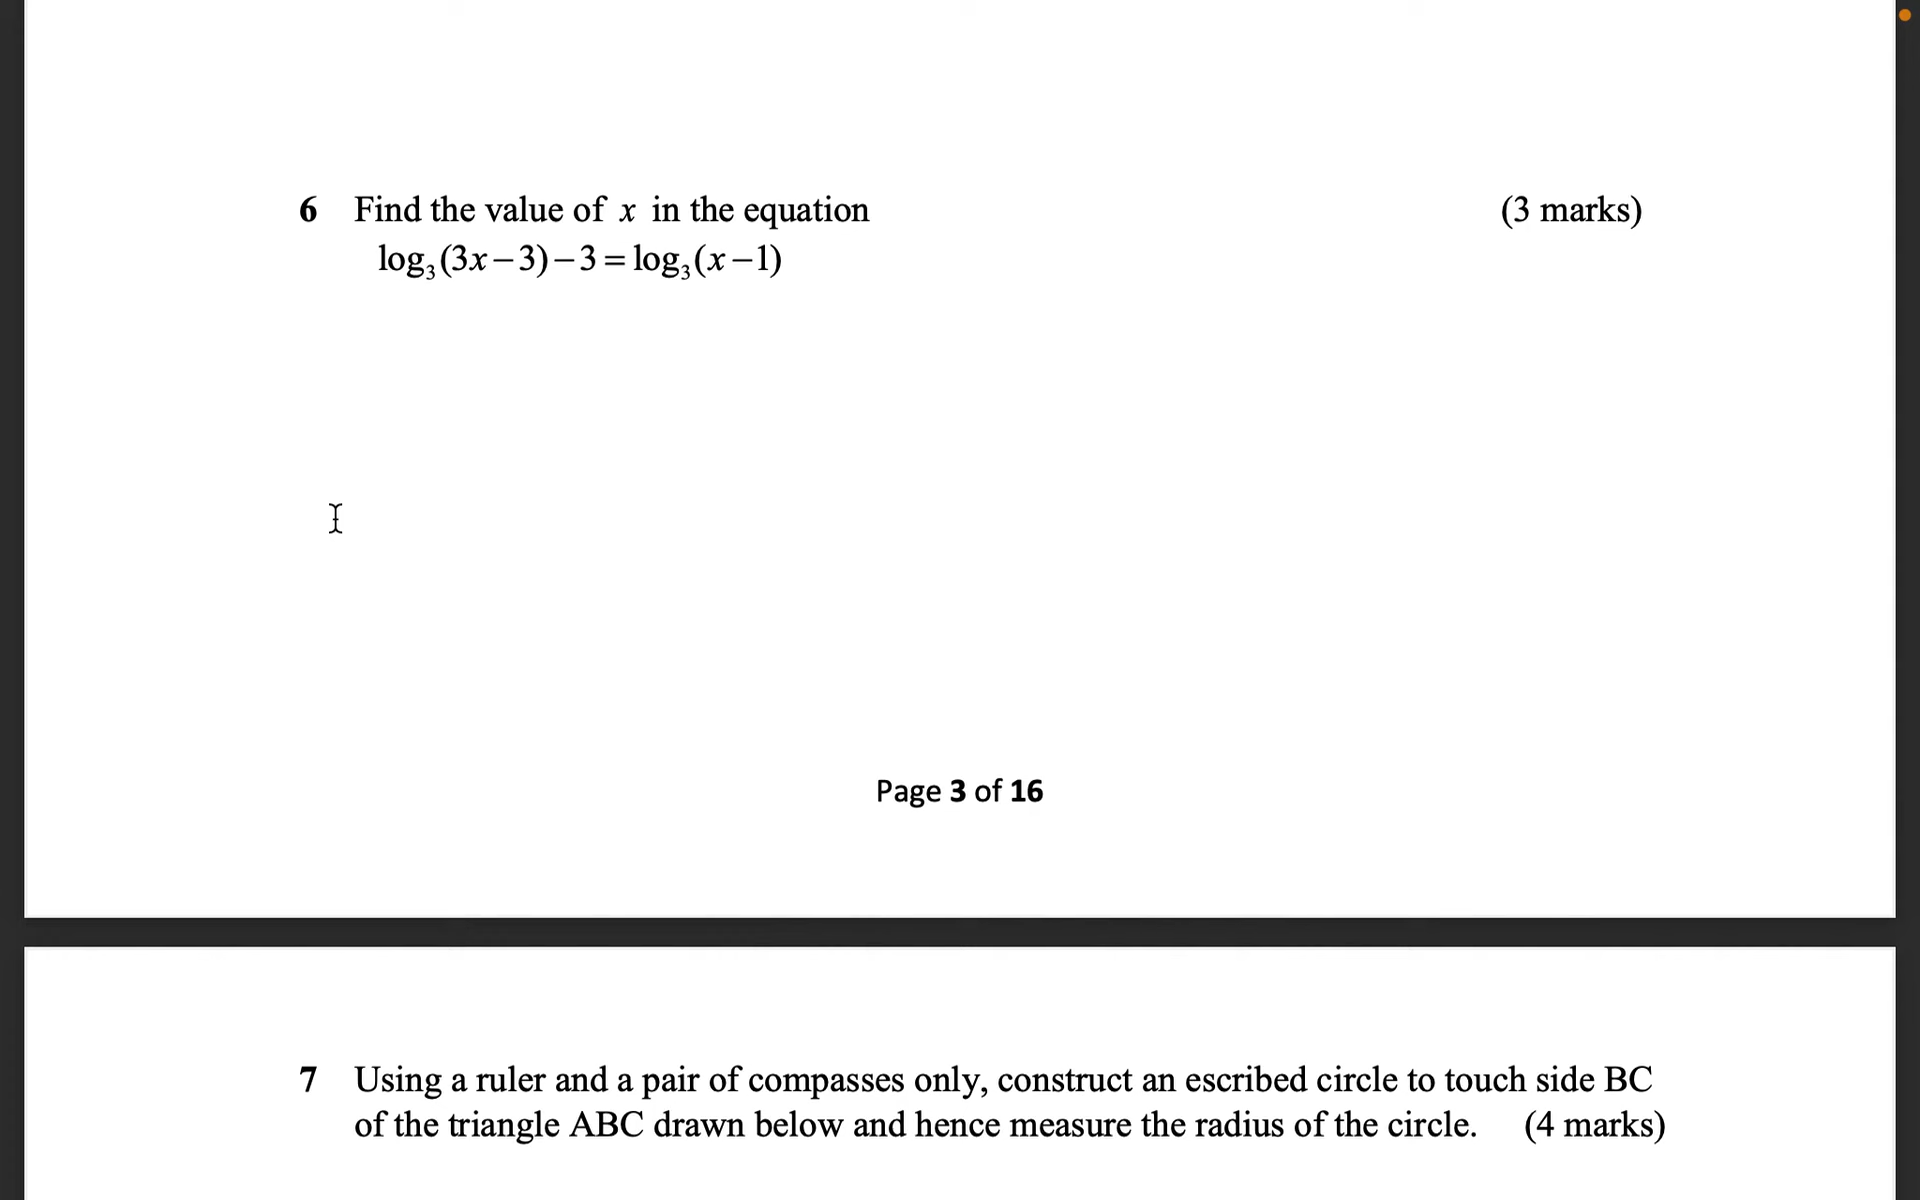 6 Find the value of x in the equation (3 marks)
log₃(3x−3)−3=log₃(x−1)
Page 3 of 16
7 Using a ruler and a pair of compasses only, construct an escribed circle to touch side BC
of the triangle ABC drawn below and hence measure the radius of the circle. (4 marks)